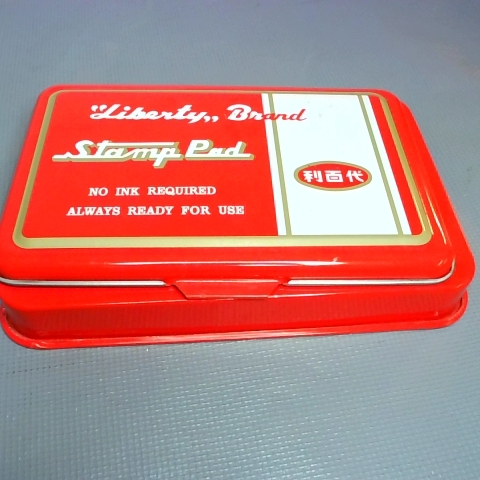 "Liberty„ Brand
Stamp Pad
NO INK REQUIRED
ALWAYS READY FOR USE
利百代